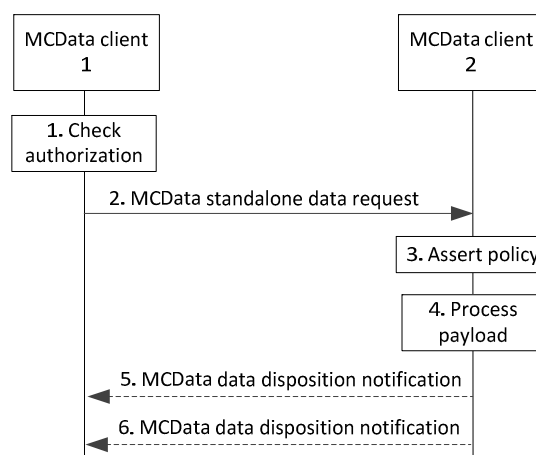 MCData client
1
MCData client
2
1. Check
authorization
2. MCData standalone data request
3. Assert policy
4. Process
payload
5. MCData data disposition notification
6. MCData data disposition notification